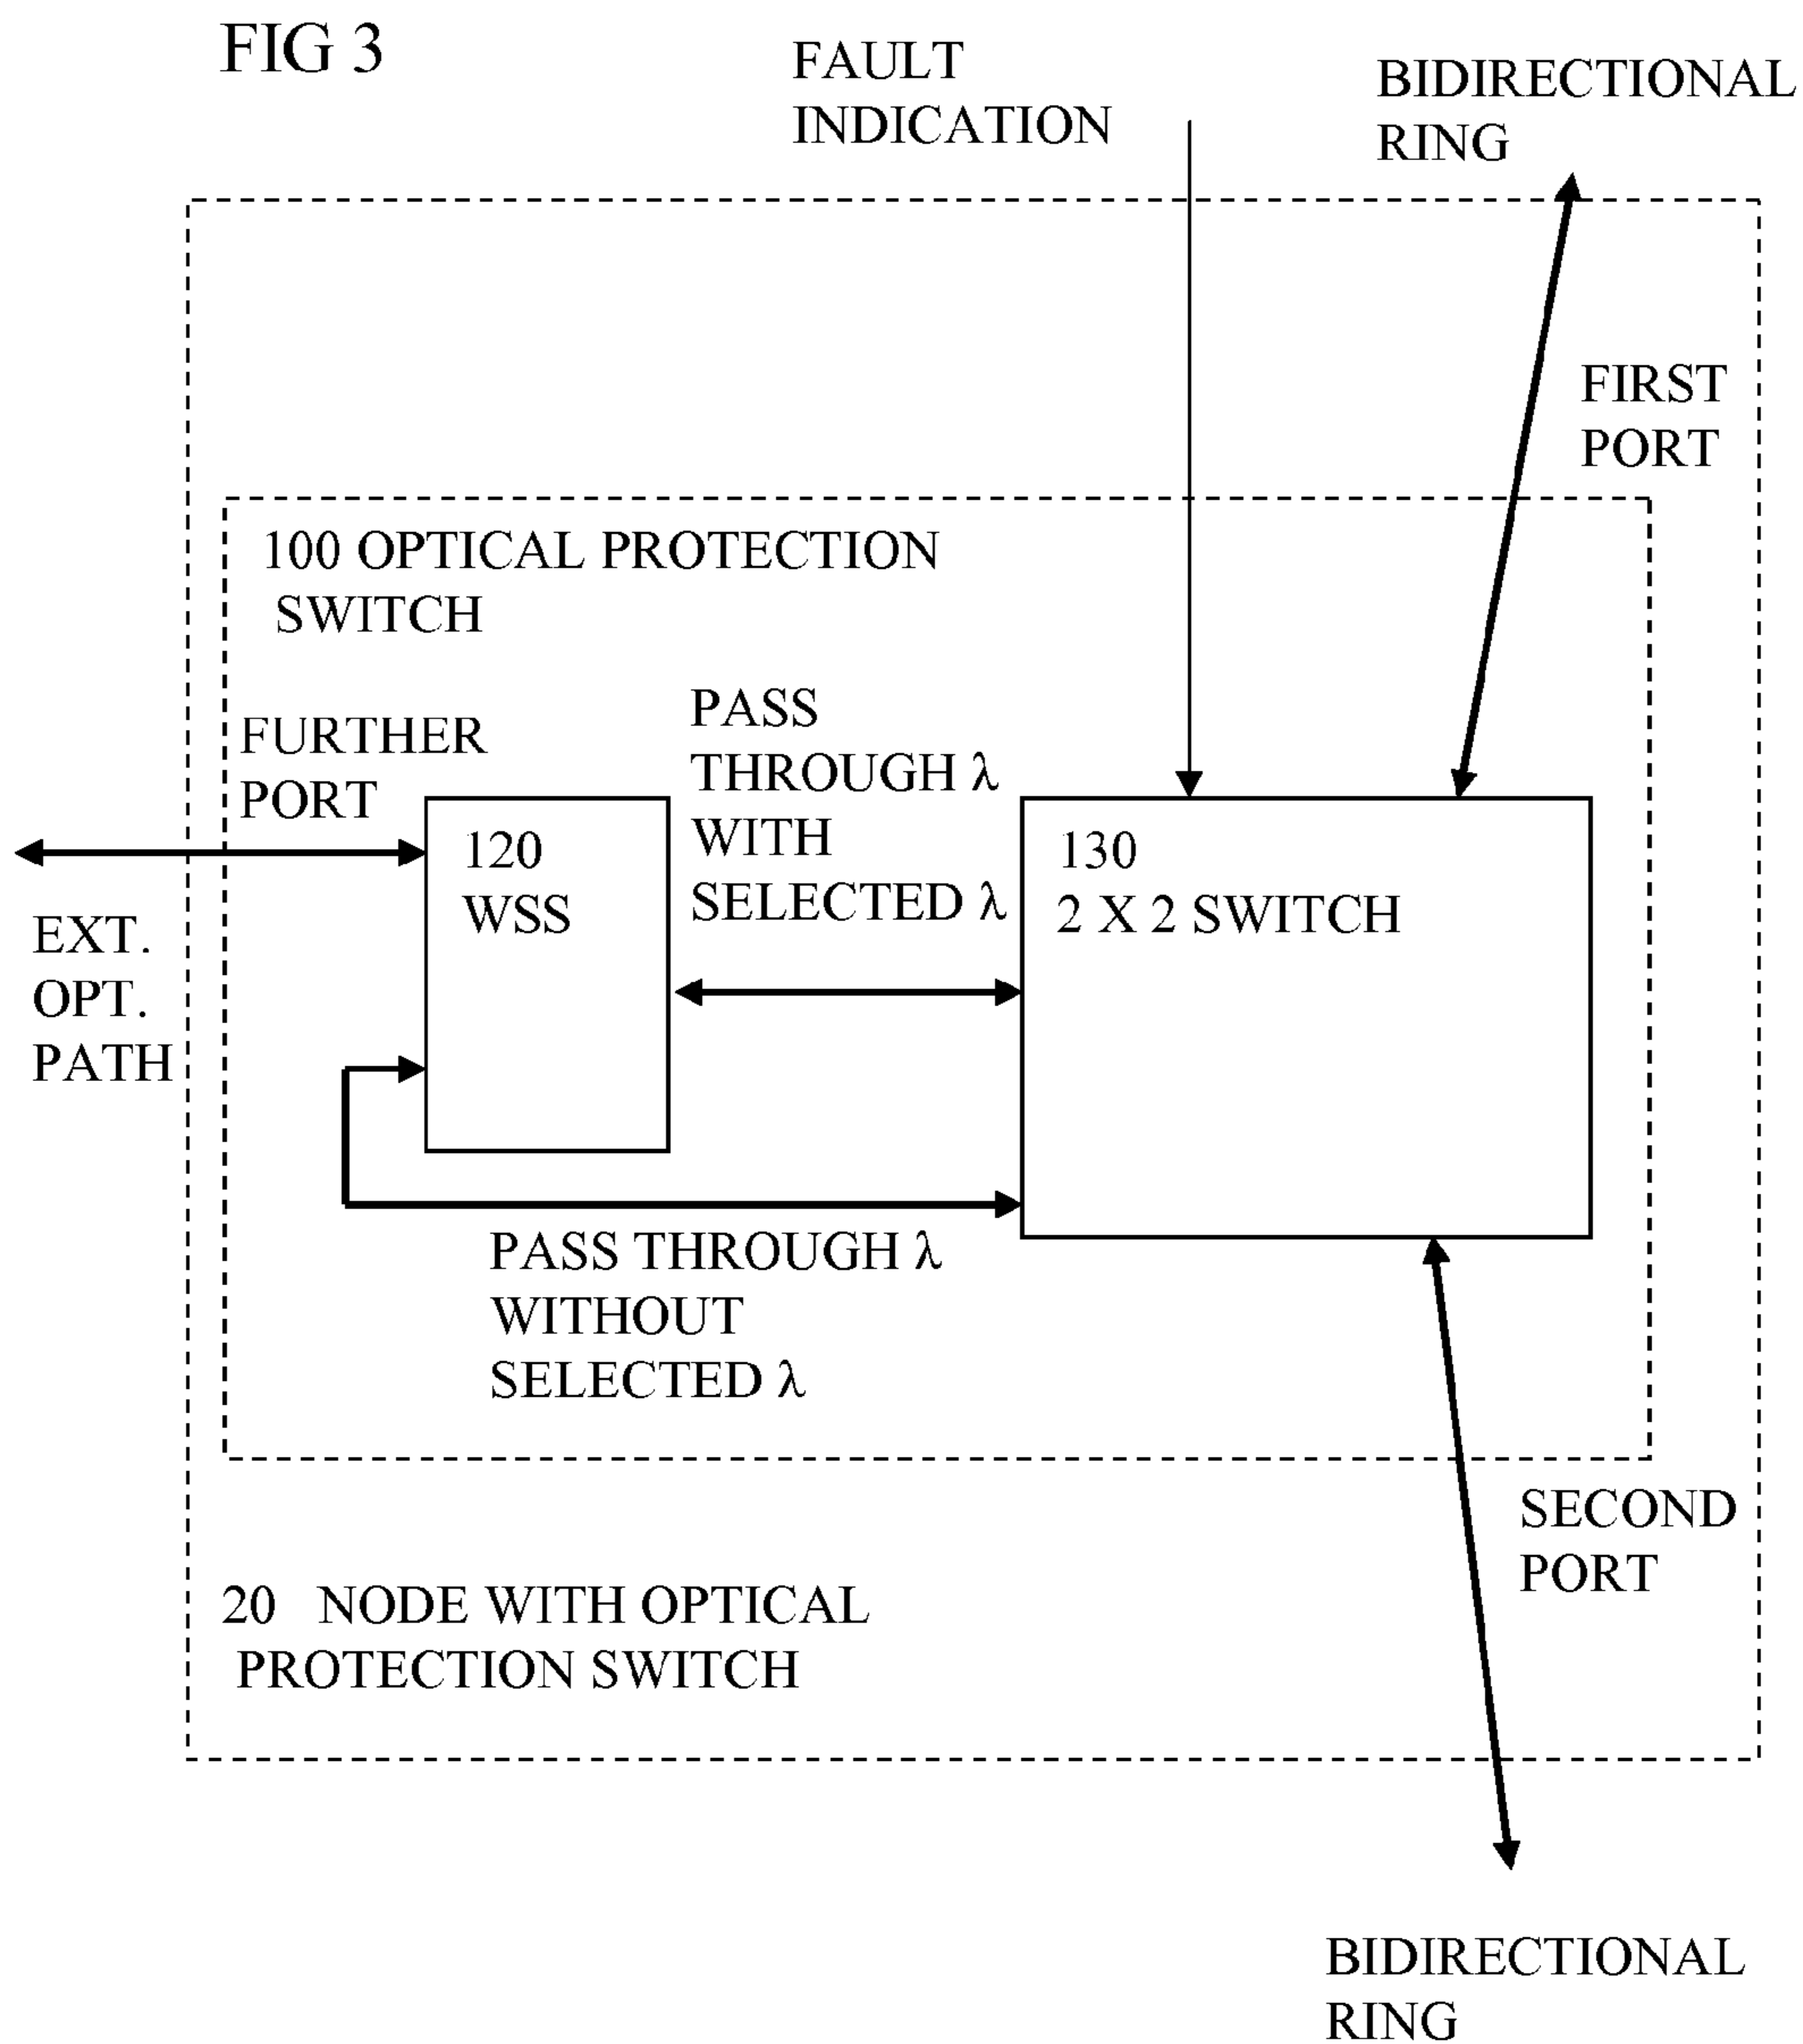 FIG 3
FAULT
INDICATION
BIDIRECTIONAL
RING
FIRST
PORT
100 OPTICAL PROTECTION
SWITCH
FURTHER
PORT
PASS
THROUGH λ
WITH
SELECTED λ
120
WSS
130
2 X 2 SWITCH
EXT.
OPT.
PATH
PASS THROUGH λ
WITHOUT
SELECTED λ
SECOND
PORT
20 NODE WITH OPTICAL
PROTECTION SWITCH
BIDIRECTIONAL
RING